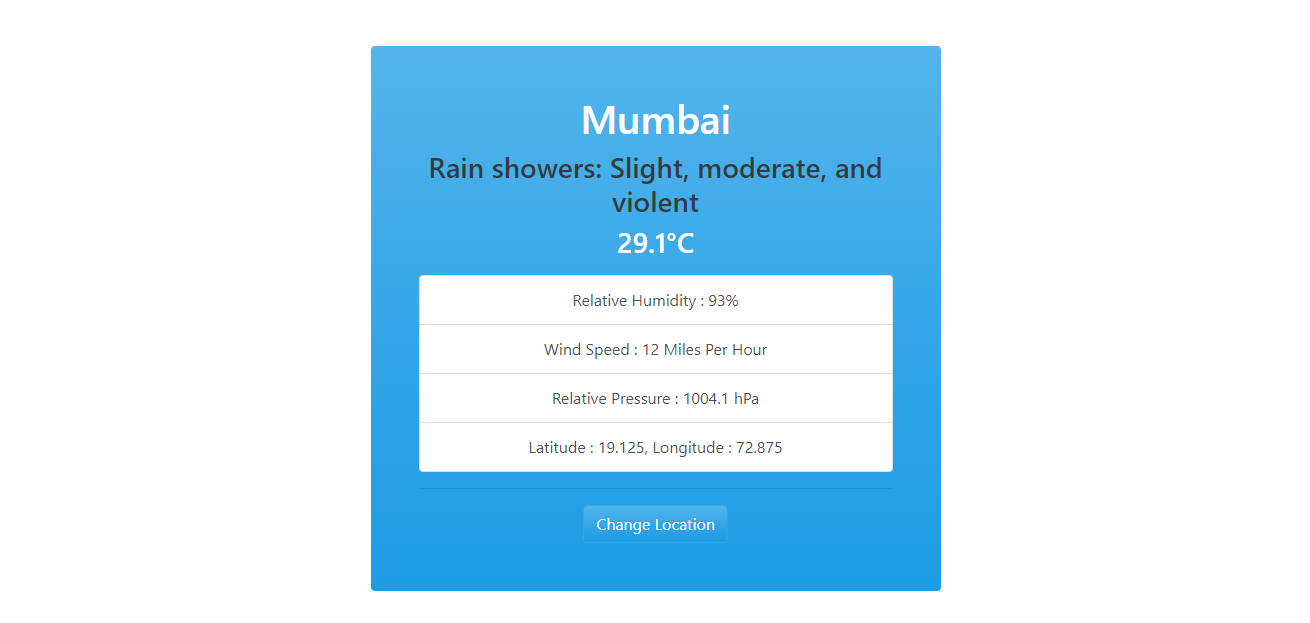 Mumbai
Rain showers: Slight, moderate, and
violent
29.1°C
Relative Humidity : 93%
Wind Speed : 12 Miles Per Hour
Relative Pressure : 1004.1 hPa
Latitude : 19.125, Longitude : 72.875
Change Location